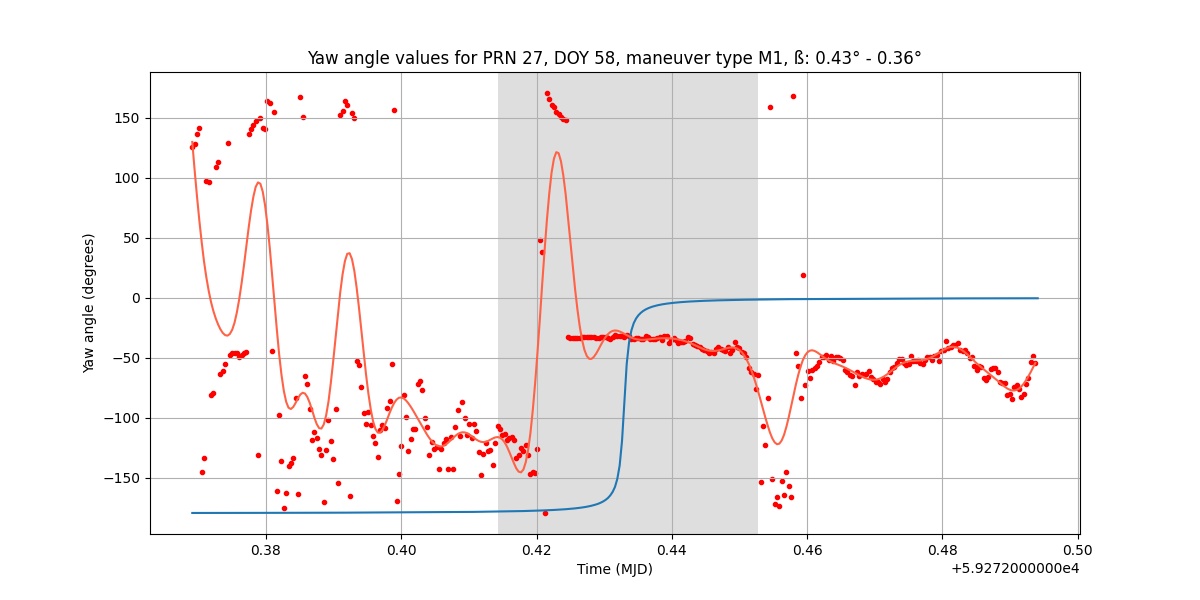 Yaw angle values for PRN 27, DOY 58, maneuver type M1, ß: 0.43° - 0.36°
150
100
50
0
−50
−100
−150
Yaw angle (degrees)
0.38 0.40 0.42 0.44 0.46 0.48 0.50
Time (MJD)
+5.9272000000e4